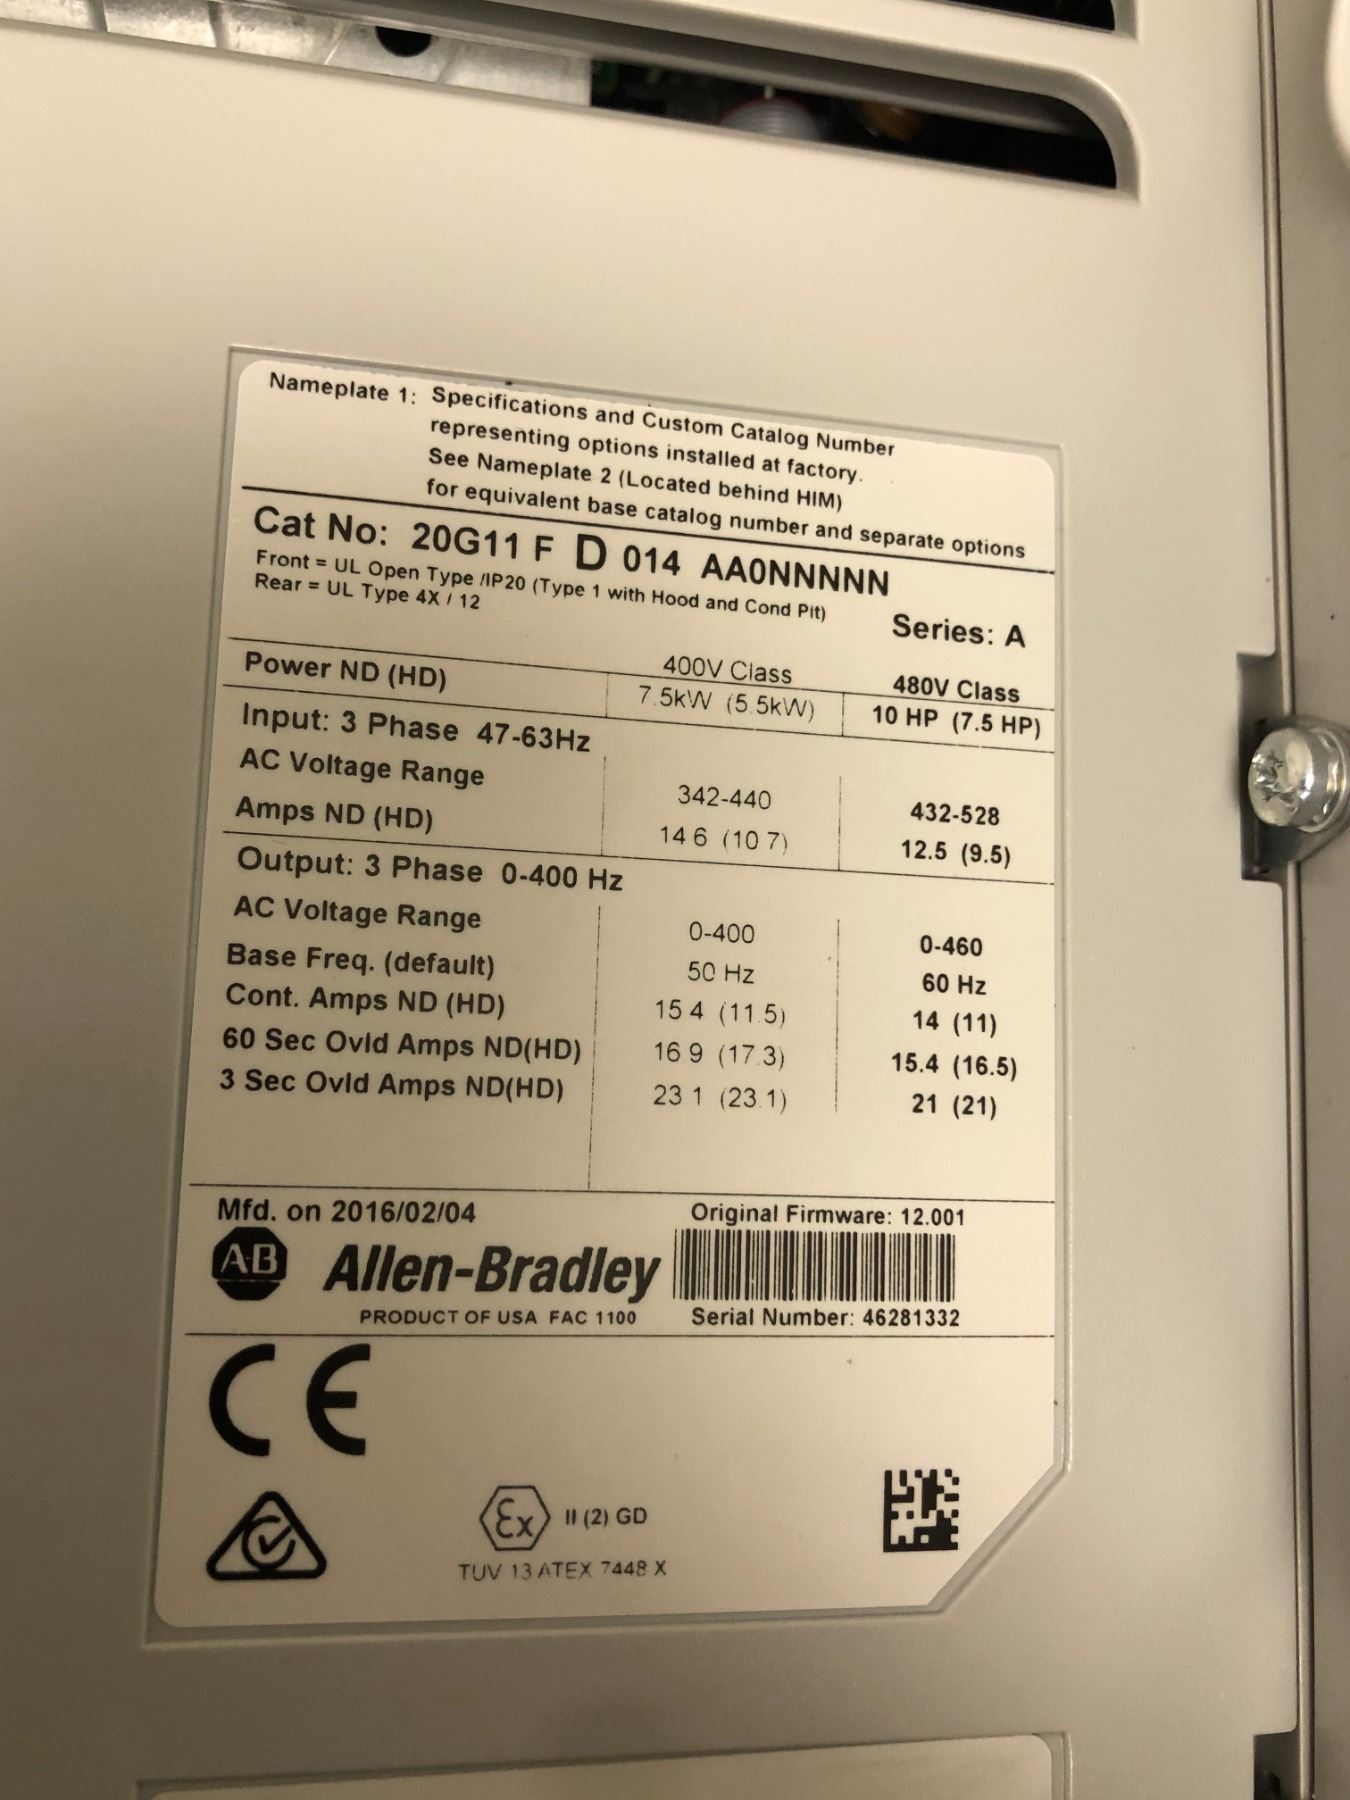 Nameplate 1: Specifications and Custom Catalog Number
representing options installed at factory.
See Nameplate 2 (Located behind HIM)
for equivalent base catalog number and separate options
Cat No: 20G11 F D 014 AA0NNNNN
Front = UL Open Type /IP20 (Type 1 with Hood and Cond Plt)
Rear = UL Type 4X / 12
Series: A
400V Class 480V Class
Power ND (HD) 7.5kW (5.5kW) 10 HP (7.5 HP)
Input: 3 Phase 47-63Hz
AC Voltage Range 342-440 432-528
Amps ND (HD) 14.6 (10.7) 12.5 (9.5)
Output: 3 Phase 0-400 Hz
AC Voltage Range 0-400 0-460
Base Freq. (default) 50 Hz 60 Hz
Cont. Amps ND (HD) 15.4 (11.5) 14 (11)
60 Sec Ovld Amps ND(HD) 16.9 (17.3) 15.4 (16.5)
3 Sec Ovld Amps ND(HD) 23.1 (23.1) 21 (21)
Mfd. on 2016/02/04 Original Firmware: 12.001
A-B Allen-Bradley
PRODUCT OF USA FAC 1100 Serial Number: 46281332
CE
Ex II (2) GD
TUV 13 ATEX 7448 X